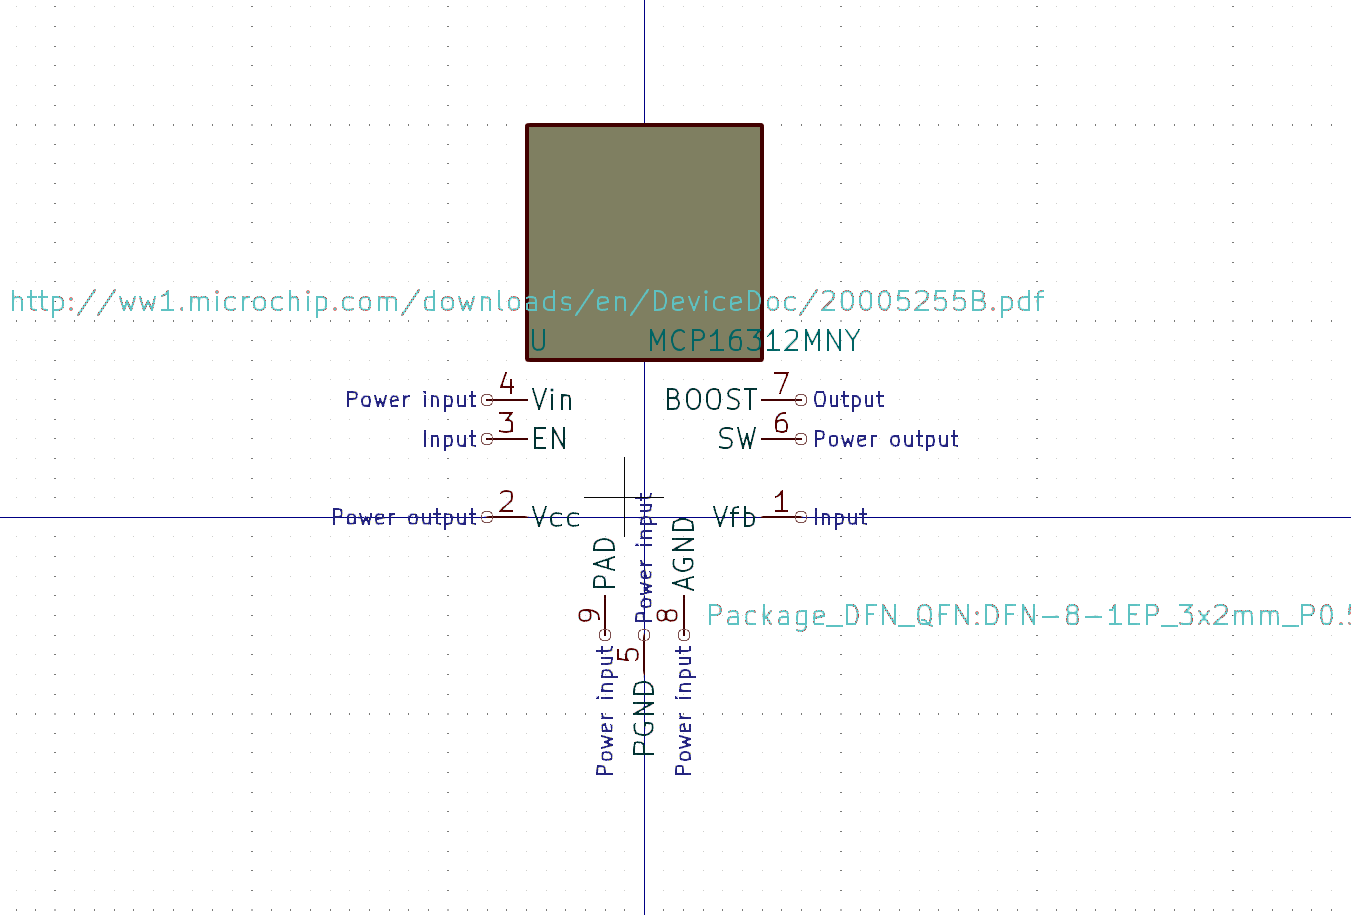 http://ww1.microchip.com/downloads/en/DeviceDoc/20005255B.pdf
U MCP16312MNY
Power input 4 Vin BOOST 7 Output
Input 3 EN SW 6 Power output
Power output 2 Vcc Vfb 1 Input
PAD 9 Power input
Power input 5 PGND
AGND 8 Power input
Package_DFN_QFN:DFN-8-1EP_3x2mm_P0.5